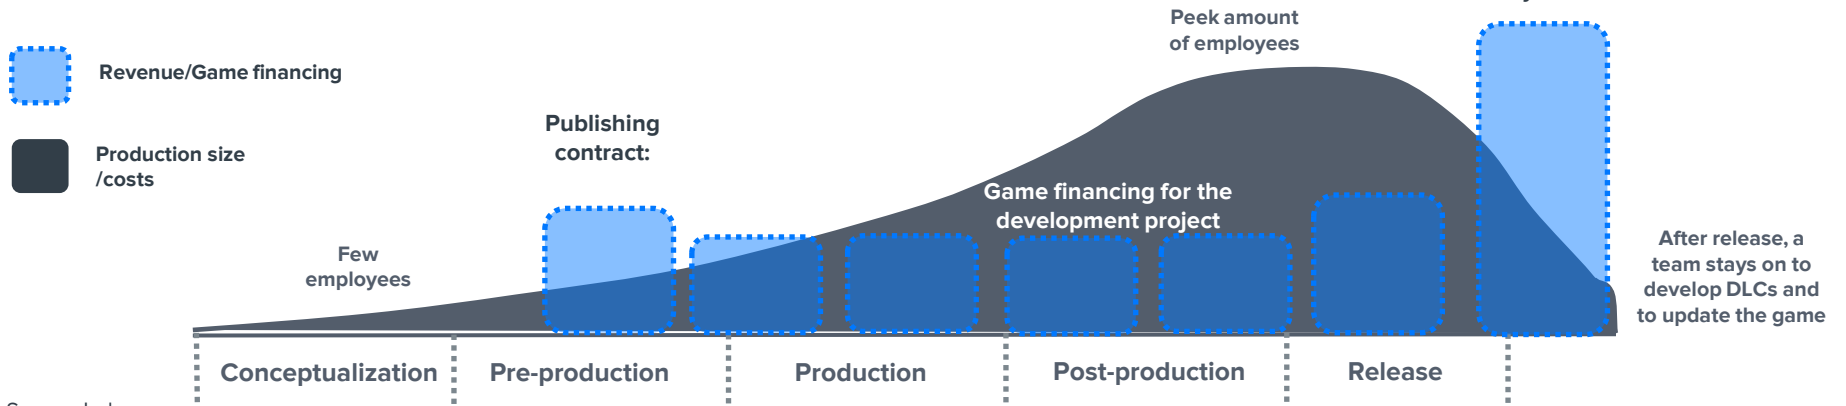 Peek amount
of employees
Revenue/Game financing
Publishing
contract:
Production size
/costs
Game financing for the
development project
Few
employees
After release, a
team stays on to
develop DLCs and
to update the game
Conceptualization
Pre-production
Production
Post-production
Release